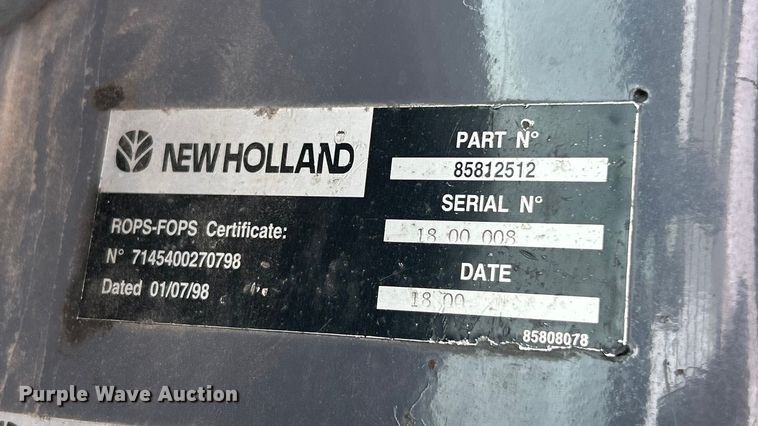 NEW HOLLAND
ROPS-FOPS Certificate:
N° 7145400270798
Dated 01/07/98
PART N°
85812512
SERIAL N°
18 00 008
DATE
18 00
85808078
Purple Wave Auction